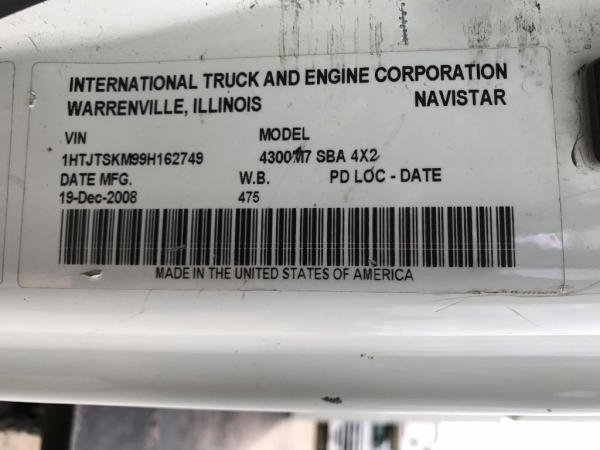 INTERNATIONAL TRUCK AND ENGINE CORPORATION
WARRENVILLE, ILLINOIS NAVISTAR
VIN MODEL
1HTJTSKM99H162749 4300M7 SBA 4X2
DATE MFG. W.B. PD LOC - DATE
19-Dec-2008 475
MADE IN THE UNITED STATES OF AMERICA